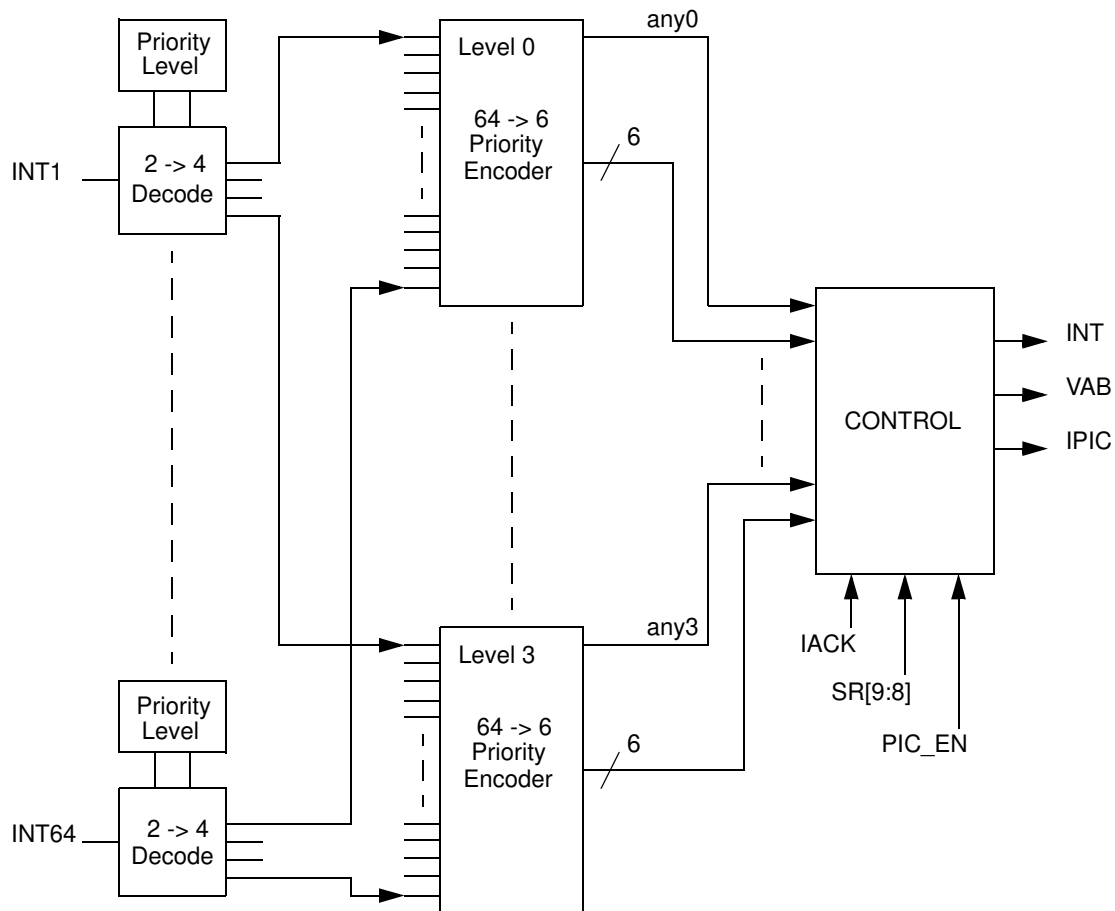 Priority
Level
2 -> 4
Decode
INT1
Level 0
64 -> 6
Priority
Encoder
any0
6
CONTROL
INT
VAB
IPIC
IACK
SR[9:8]
PIC_EN
Priority
Level
2 -> 4
Decode
INT64
Level 3
64 -> 6
Priority
Encoder
any3
6